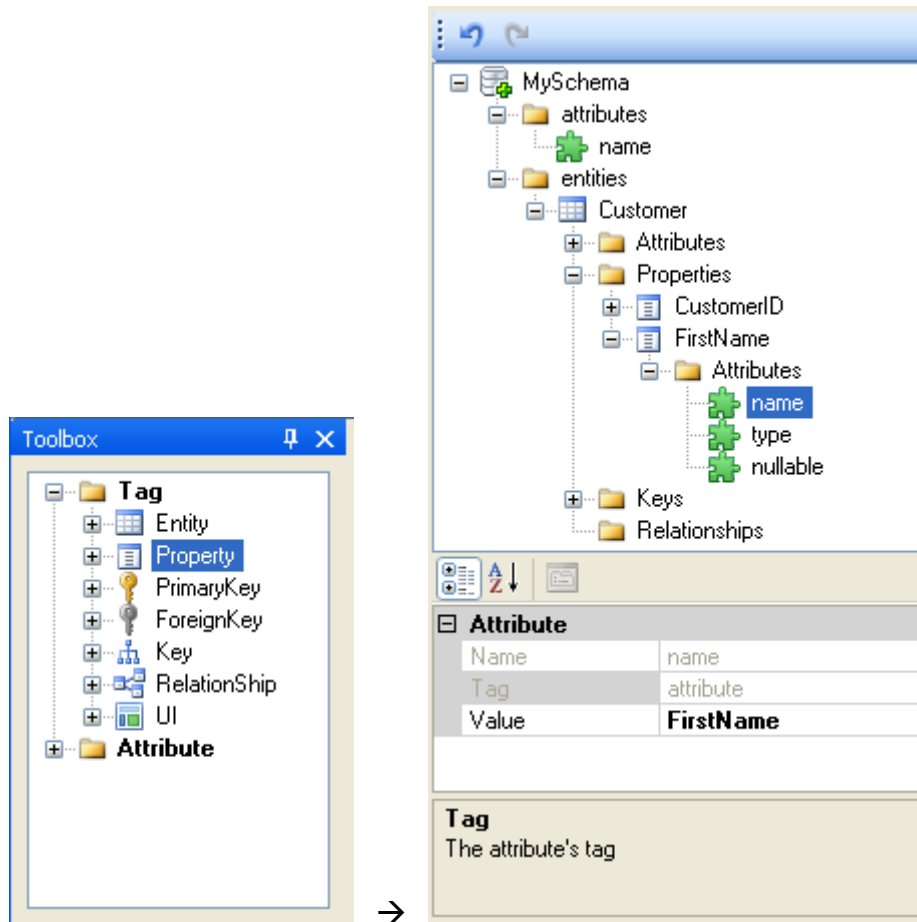 Toolbox
Tag
Entity
Property
PrimaryKey
ForeignKey
Key
RelationShip
UI
Attribute
→
MySchema
attributes
name
entities
Customer
Attributes
Properties
CustomerID
FirstName
Attributes
name
type
nullable
Keys
Relationships
A
Z
Attribute
Name name
Tag attribute
Value FirstName
Tag
The attribute's tag